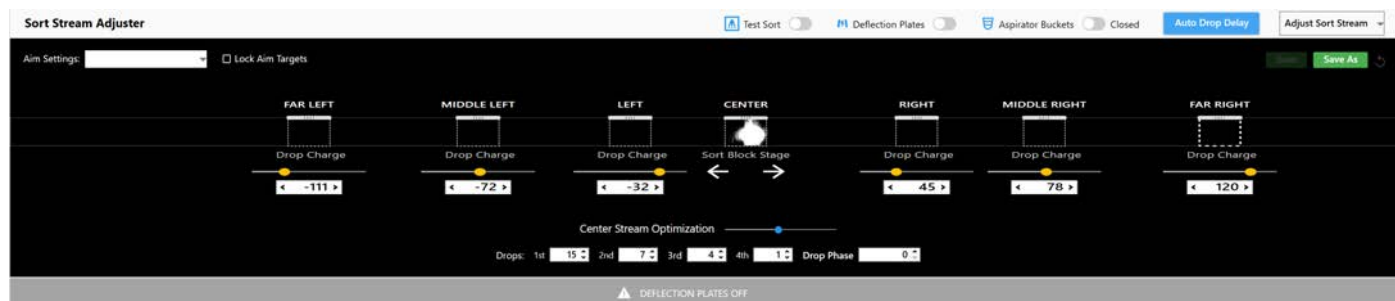 Sort Stream Adjuster Test Sort Deflection Plates Aspirator Buckets Closed Auto Drop Delay Adjust Sort Stream
Aim Settings: Lock Aim Targets Save As
FAR LEFT MIDDLE LEFT LEFT CENTER RIGHT MIDDLE RIGHT FAR RIGHT
Drop Charge Drop Charge Drop Charge Sort Block Stage Drop Charge Drop Charge Drop Charge
-111 -72 -32 45 78 120
Center Stream Optimization
Drops: 1st 15 2nd 7 3rd 4 4th 1 Drop Phase 0
DEFLECTION PLATES OFF